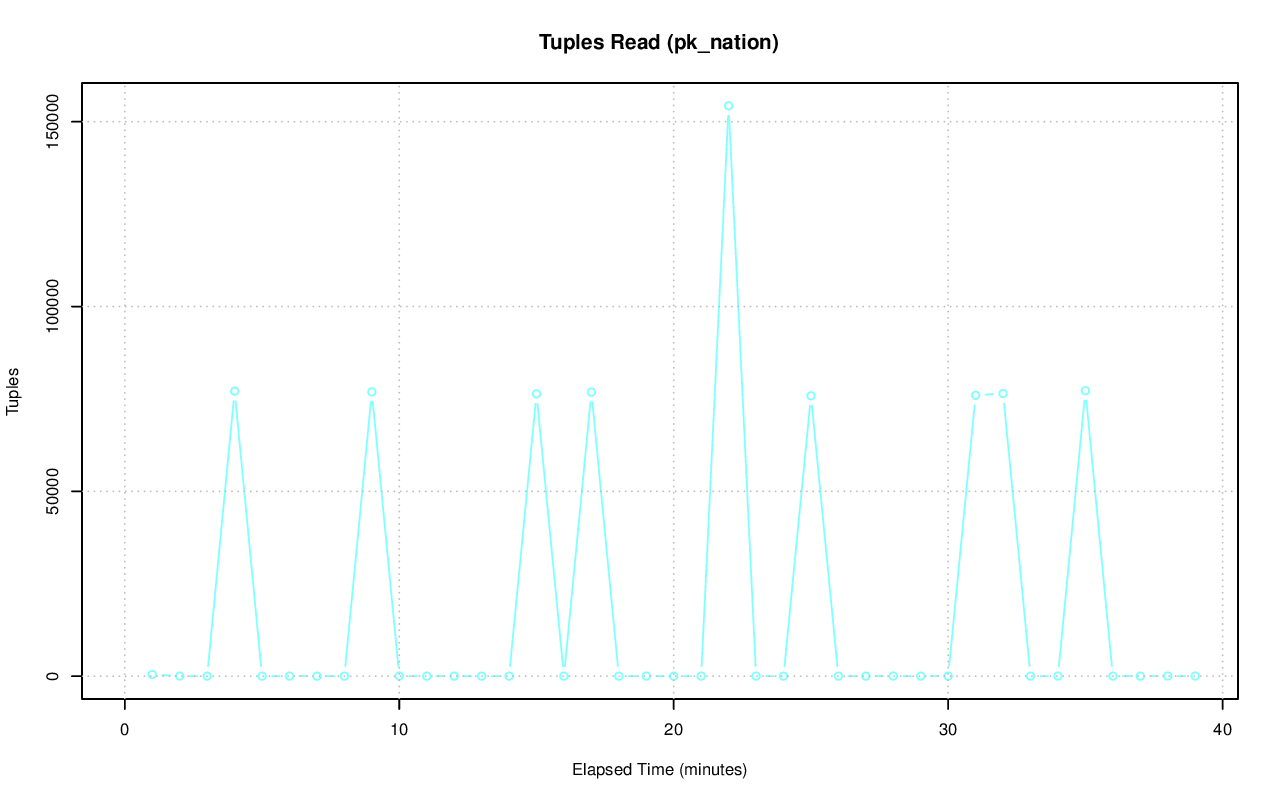 Tuples Read (pk_nation)
Tuples
150000
100000
50000
0
0 10 20 30 40
Elapsed Time (minutes)